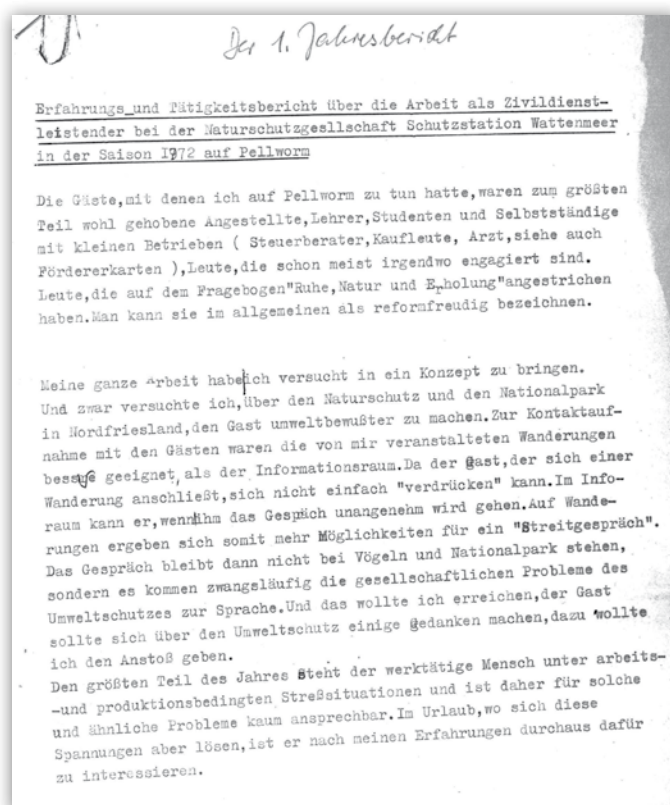 Der 1. Jahresbericht
Erfahrungs_und Tätigkeitsbericht über die Arbeit als Zivildienst-
leistender bei der Naturschutzgesllschaft Schutzstation Wattenmeer
in der Saison I972 auf Pellworm
Die Gäste,mit denen ich auf Pellworm zu tun hatte,waren zum größten
Teil wohl gehobene Angestellte,Lehrer,Studenten und Selbstständige
mit kleinen Betrieben ( Steuerberater,Kaufleute, Arzt,siehe auch
Fördererkarten ),Leute,die schon meist irgendwo engagiert sind.
Leute,die auf dem Fragebogen"Ruhe,Natur und Erholung"angestrichen
haben.Man kann sie im allgemeinen als reformfreudig bezeichnen.
Meine ganze Arbeit habe|ich versucht in ein Konzept zu bringen.
Und zwar versuchte ich,über den Naturschutz und den Nationalpark
in Nordfriesland,den Gast umweltbewußter zu machen.Zur Kontaktauf-
nahme mit den Gästen waren die von mir veranstalteten Wanderungen
besser geeignet,als der Informationsraum.Da der Gast,der sich einer
Wanderung anschließt,sich nicht einfach "verdrücken" kann.Im Info-
raum kann er,wenn ihm das Gespräch unangenehm wird gehen.Auf Wande-
rungen ergeben sich somit mehr Möglichkeiten für ein "Streitgespräch".
Das Gespräch bleibt dann nicht bei Vögeln und Nationalpark stehen,
sondern es kommen zwangsläufig die gesellschaftlichen Probleme des
Umweltschutzes zur Sprache.Und das wollte ich erreichen,der Gast
sollte sich über den Umweltschutz einige gedanken machen,dazu wollte
ich den Anstoß geben.
Den größten Teil des Jahres steht der werktätige Mensch unter arbeits-
-und produktionsbedingten Streßsituationen und ist daher für solche
und ähnliche Probleme kaum ansprechbar.Im Urlaub,wo sich diese
Spannungen aber lösen,ist er nach meinen Erfahrungen durchaus dafür
zu interessieren.